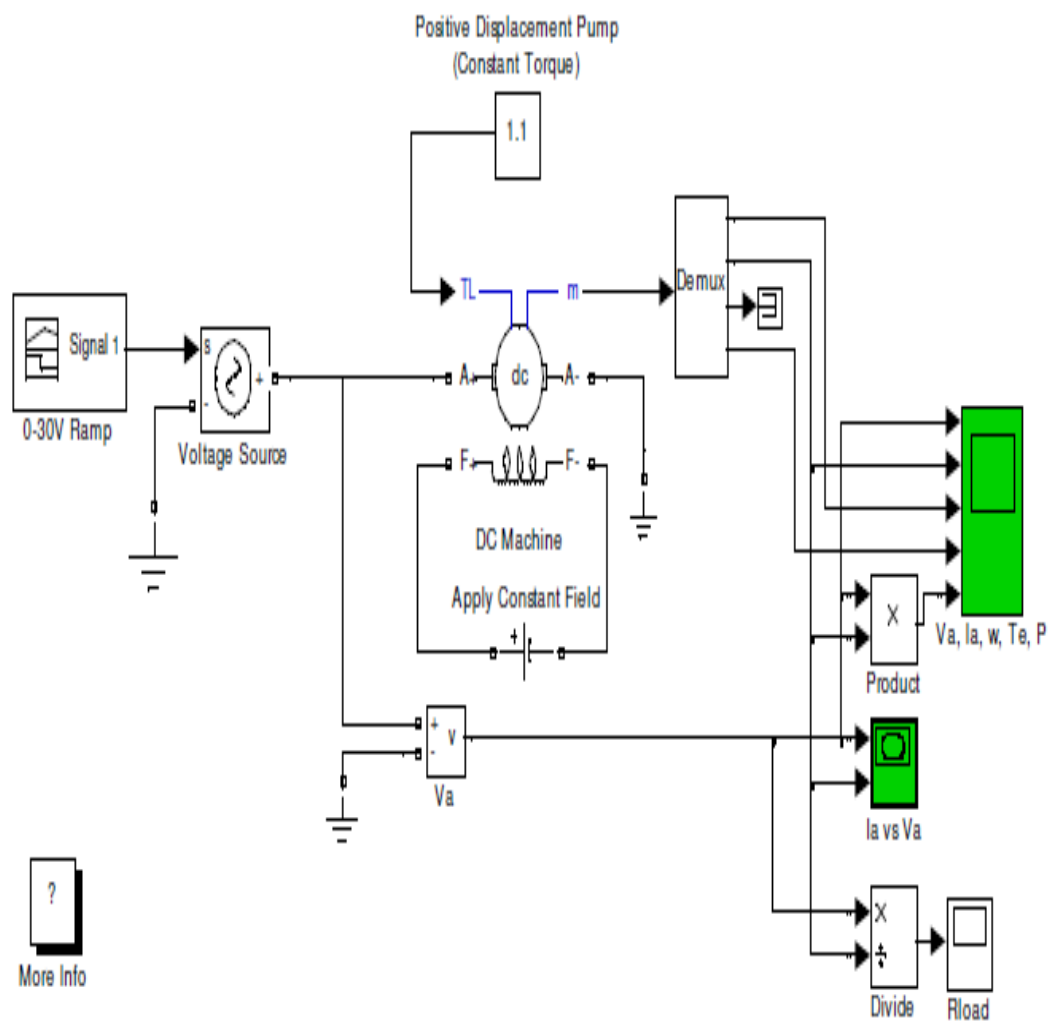 Positive Displacement Pump
(Constant Torque)
1.1
Demux
TL
m
Signal 1
s
+
-
0-30V Ramp
Voltage Source
A+
dc
A-
F+
F-
DC Machine
Apply Constant Field
+
X
Product
Va, Ia, w, Te, P
+
-
v
Va
Ia vs Va
?
More Info
X
÷
Divide
Rload